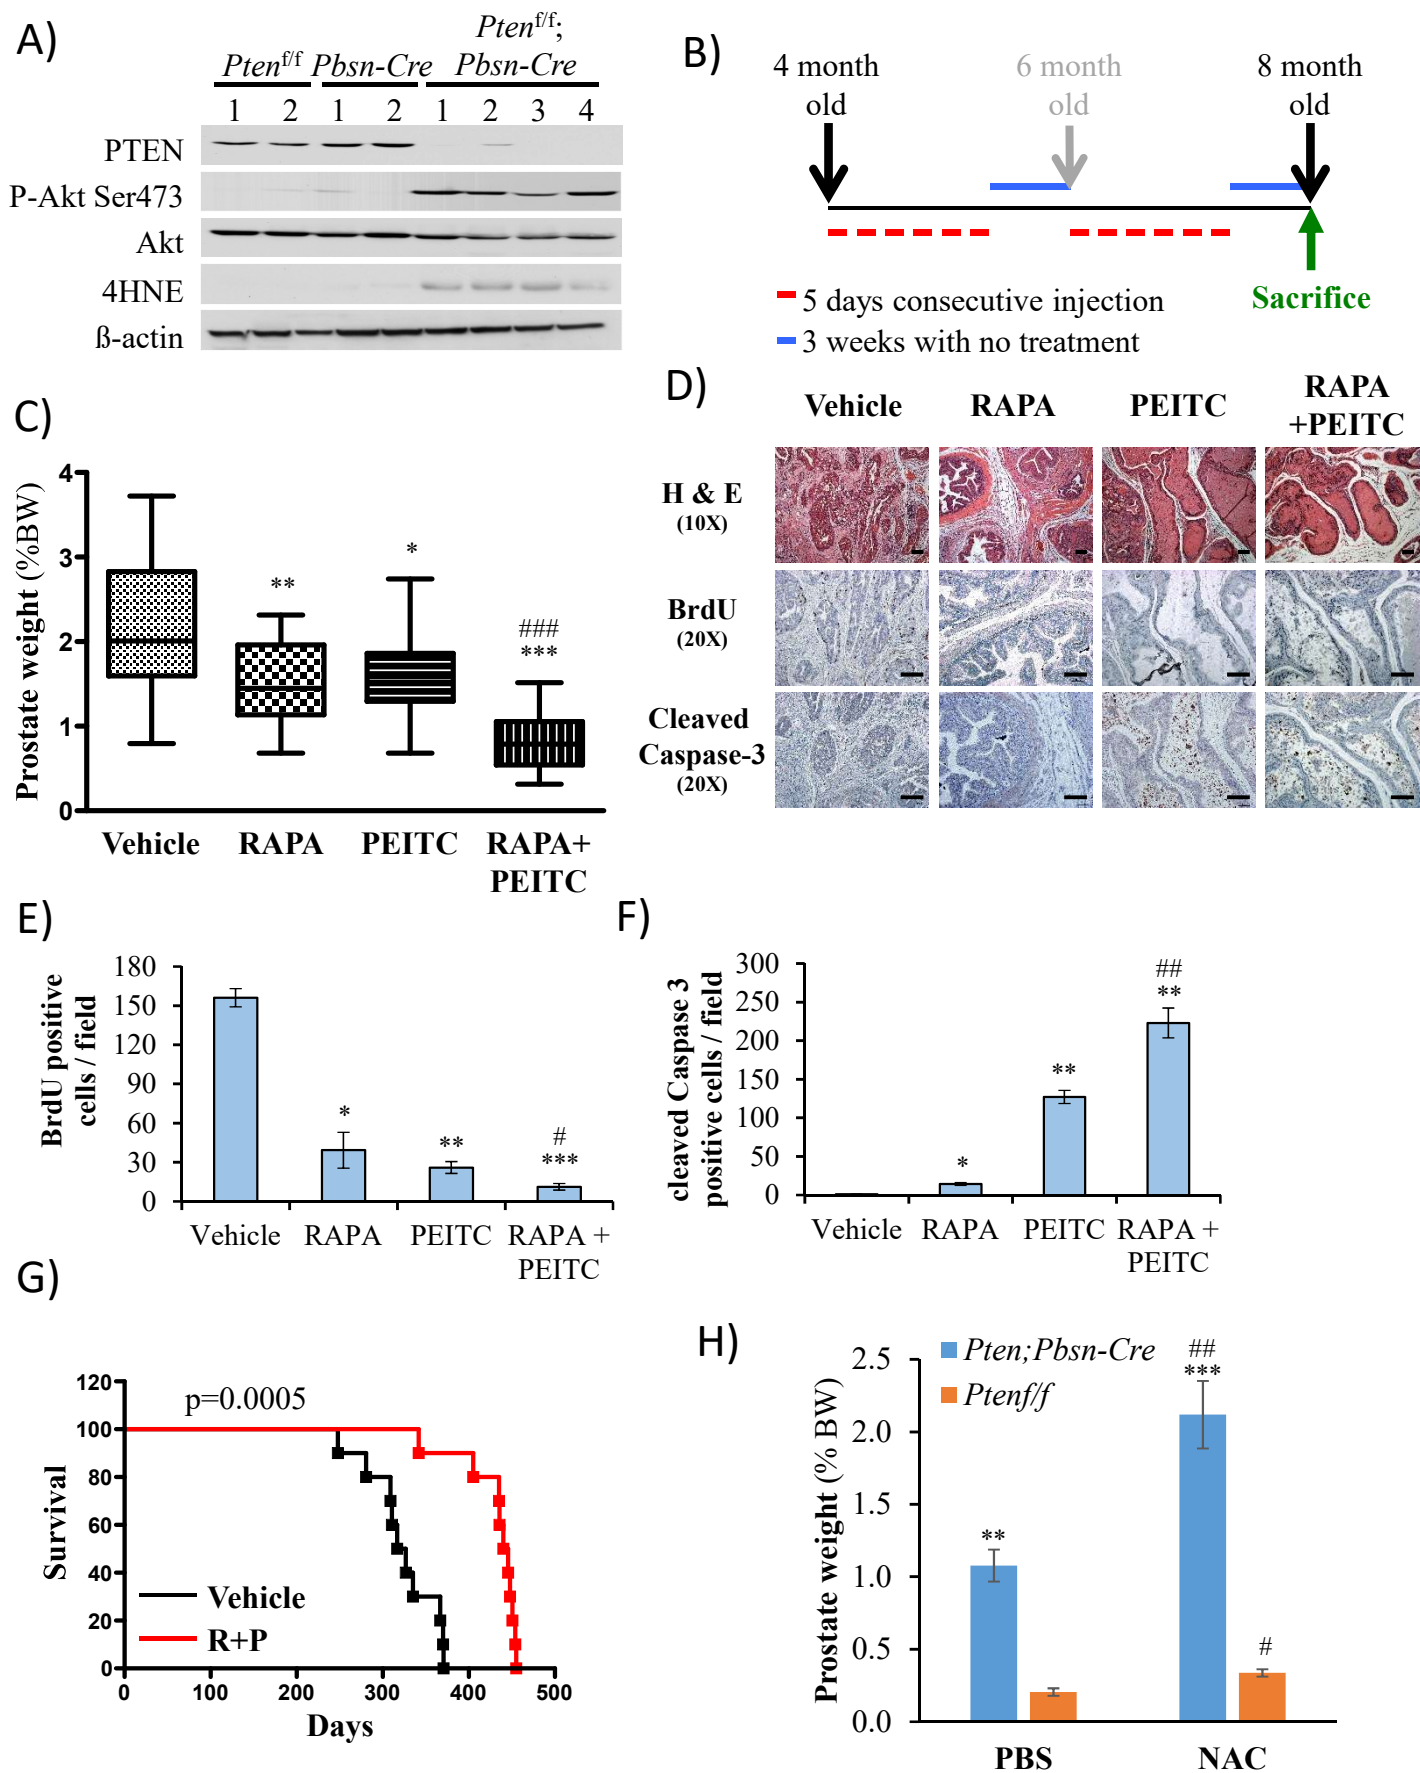 A)
Pten^f/f;
Pten^f/f Pbsn-Cre Pbsn-Cre
1 2 1 2 1 2 3 4
PTEN
P-Akt Ser473
Akt
4HNE
ß-actin
B)
4 month old
6 month old
8 month old
Sacrifice
5 days consecutive injection
3 weeks with no treatment
C)
Prostate weight (%BW)
4
3
2
1
0
**
*
###
***
Vehicle
RAPA
PEITC
RAPA+
PEITC
D)
Vehicle
RAPA
PEITC
RAPA
+PEITC
H & E
(10X)
BrdU
(20X)
Cleaved
Caspase-3
(20X)
E)
BrdU positive
cells / field
180
150
120
90
60
30
0
*
**
#
***
Vehicle
RAPA
PEITC
RAPA +
PEITC
F)
cleaved Caspase 3
positive cells / field
300
250
200
150
100
50
0
*
**
##
**
Vehicle
RAPA
PEITC
RAPA +
PEITC
G)
Survival
120
100
80
60
40
20
0
p=0.0005
Vehicle
R+P
0 100 200 300 400 500
Days
H)
Prostate weight (% BW)
2.5
2.0
1.5
1.0
0.5
0.0
Pten;Pbsn-Cre
Ptenf/f
**
##
***
#
PBS
NAC